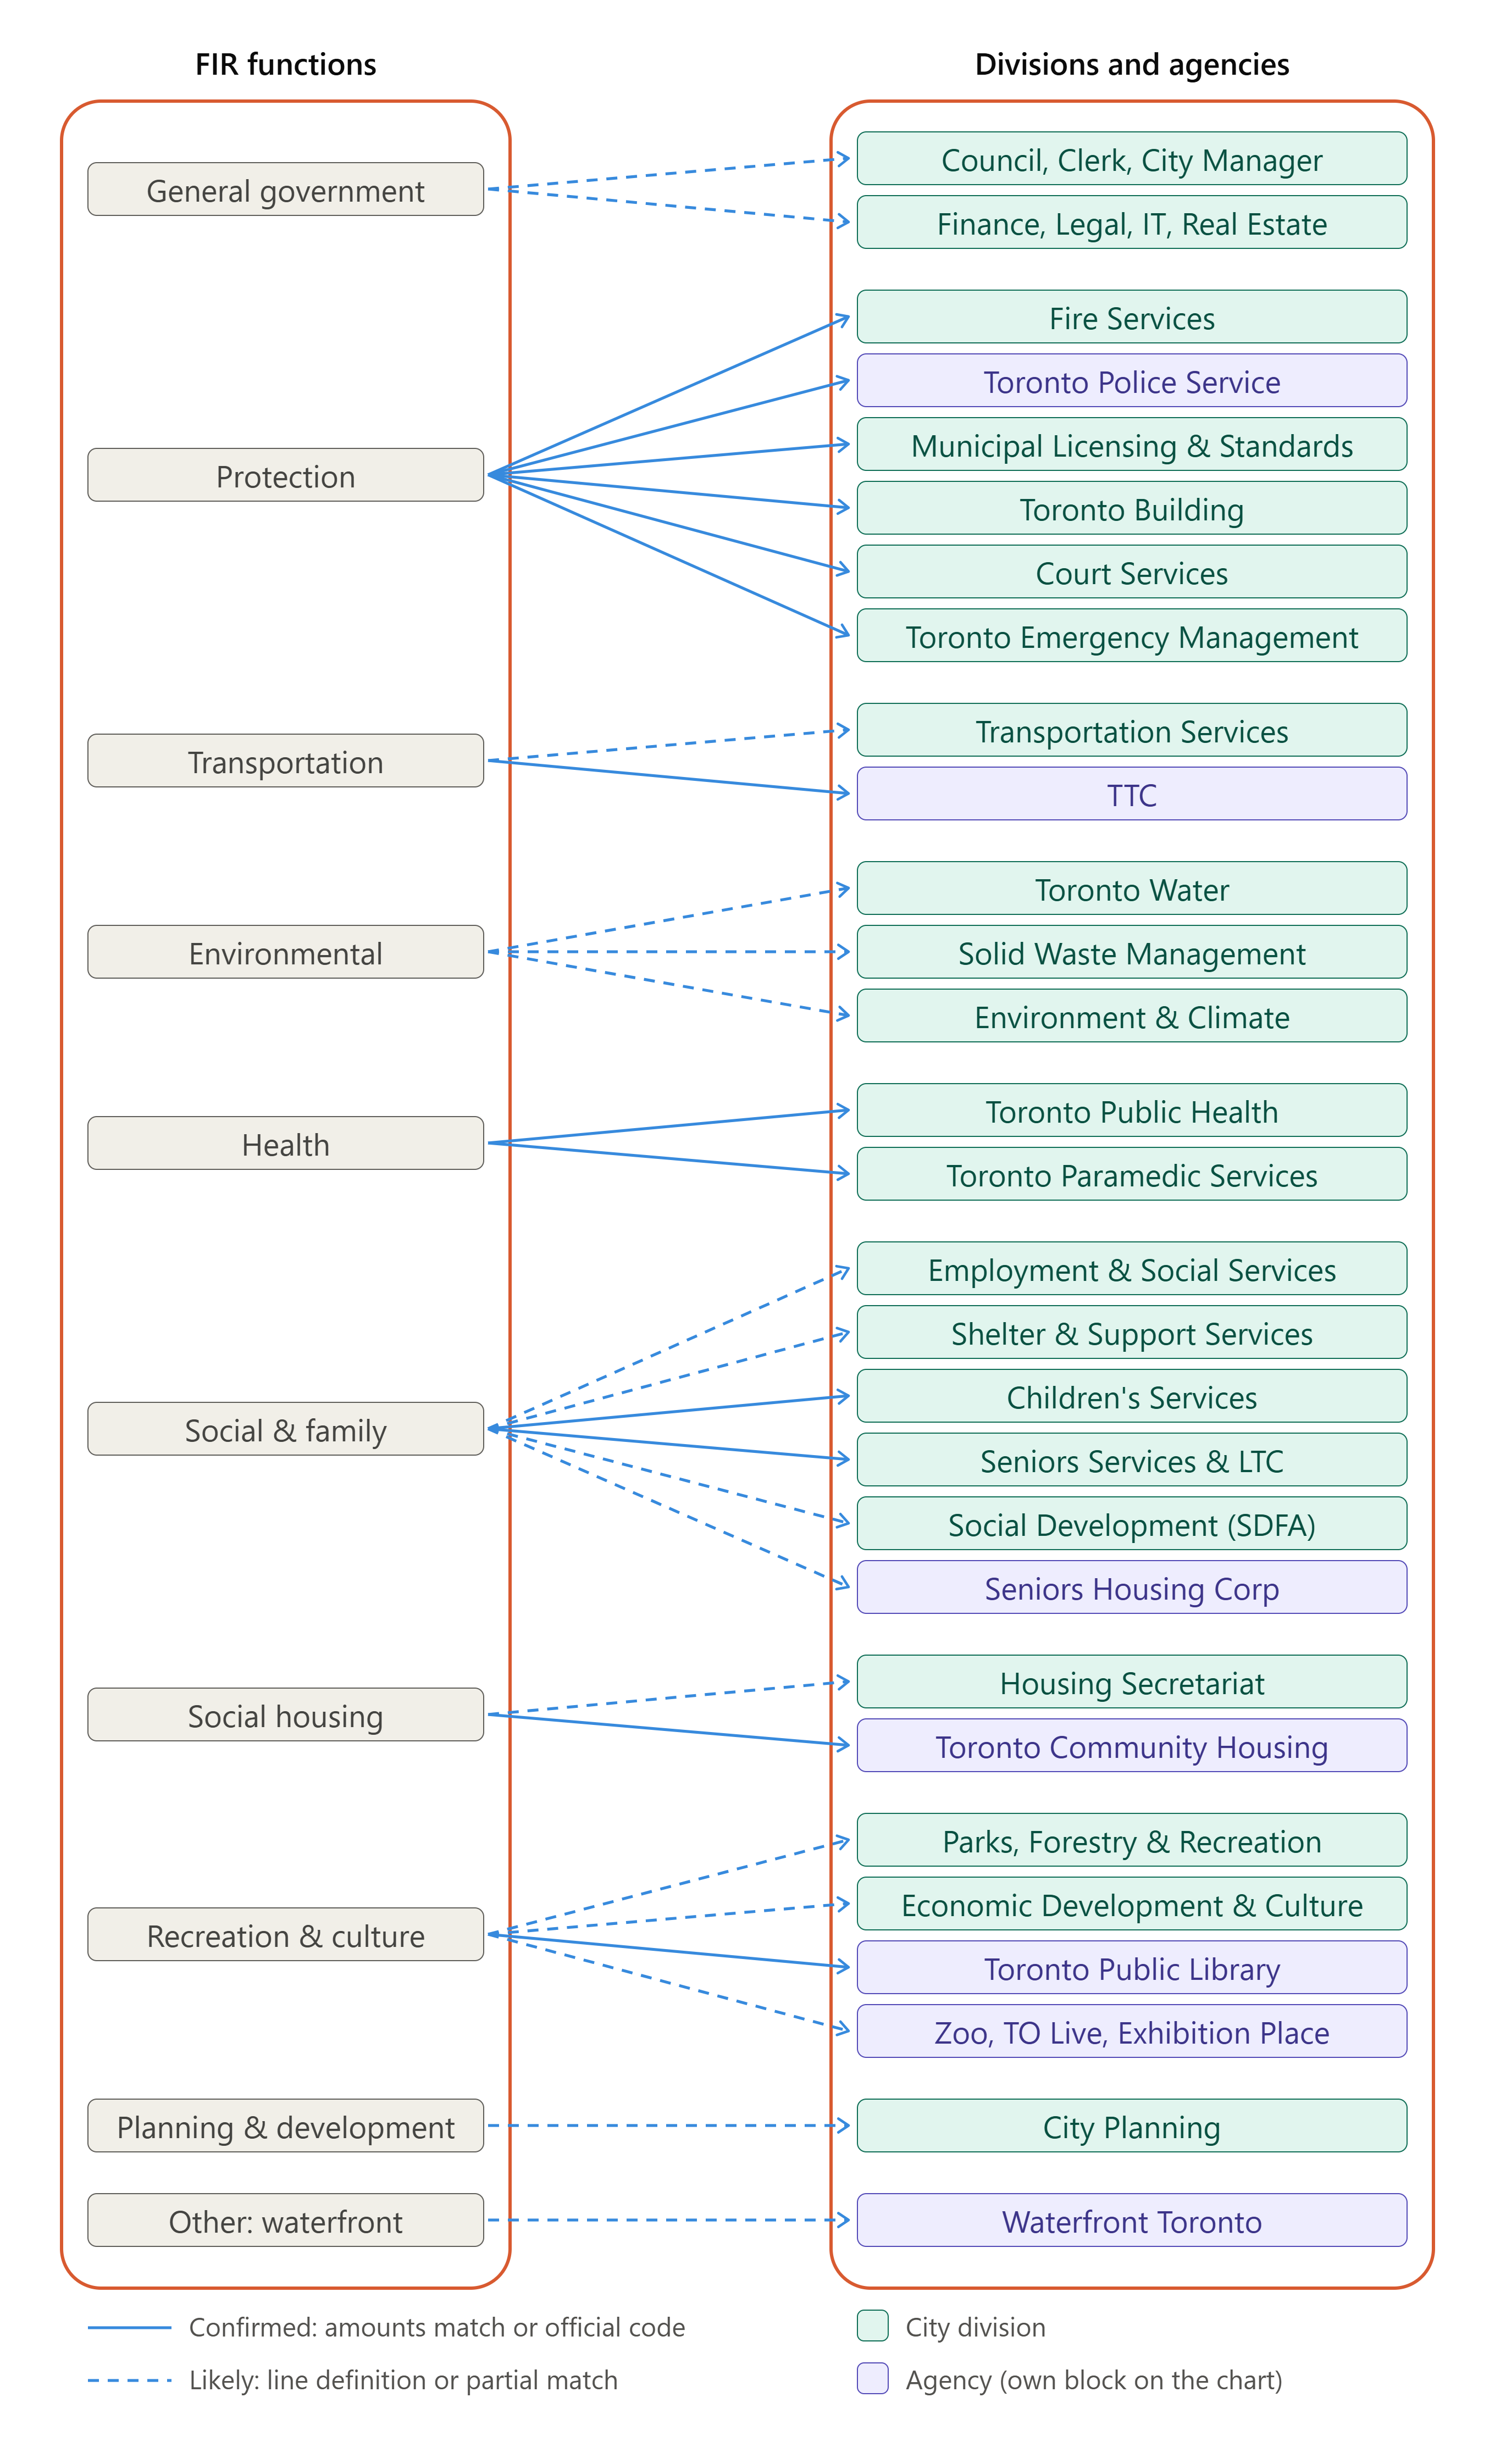 FIR functions
Divisions and agencies
General government
Council, Clerk, City Manager
Finance, Legal, IT, Real Estate
Protection
Fire Services
Toronto Police Service
Municipal Licensing & Standards
Toronto Building
Court Services
Toronto Emergency Management
Transportation
Transportation Services
TTC
Environmental
Toronto Water
Solid Waste Management
Environment & Climate
Health
Toronto Public Health
Toronto Paramedic Services
Social & family
Employment & Social Services
Shelter & Support Services
Children's Services
Seniors Services & LTC
Social Development (SDFA)
Seniors Housing Corp
Social housing
Housing Secretariat
Toronto Community Housing
Recreation & culture
Parks, Forestry & Recreation
Economic Development & Culture
Toronto Public Library
Zoo, TO Live, Exhibition Place
Planning & development
City Planning
Other: waterfront
Waterfront Toronto
Confirmed: amounts match or official code
City division
Likely: line definition or partial match
Agency (own block on the chart)